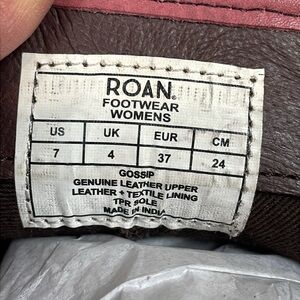 ROAN®
FOOTWEAR
WOMENS
US UK EUR CM
7 4 37 24
GOSSIP
GENUINE LEATHER UPPER
LEATHER + TEXTILE LINING
TPR SOLE
MADE IN INDIA